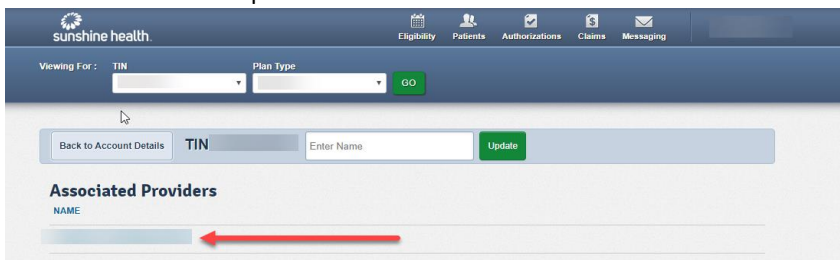 sunshine health.
Eligibility Patients Authorizations Claims Messaging
Viewing For : TIN Plan Type
GO
Back to Account Details TIN Enter Name Update
Associated Providers
NAME